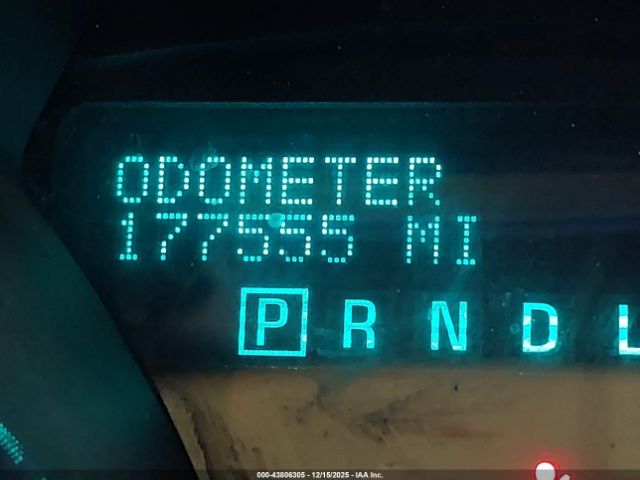 ODOMETER
177555 MI
P R N D L
000-43806305 - 12/15/2025 - IAA Inc.